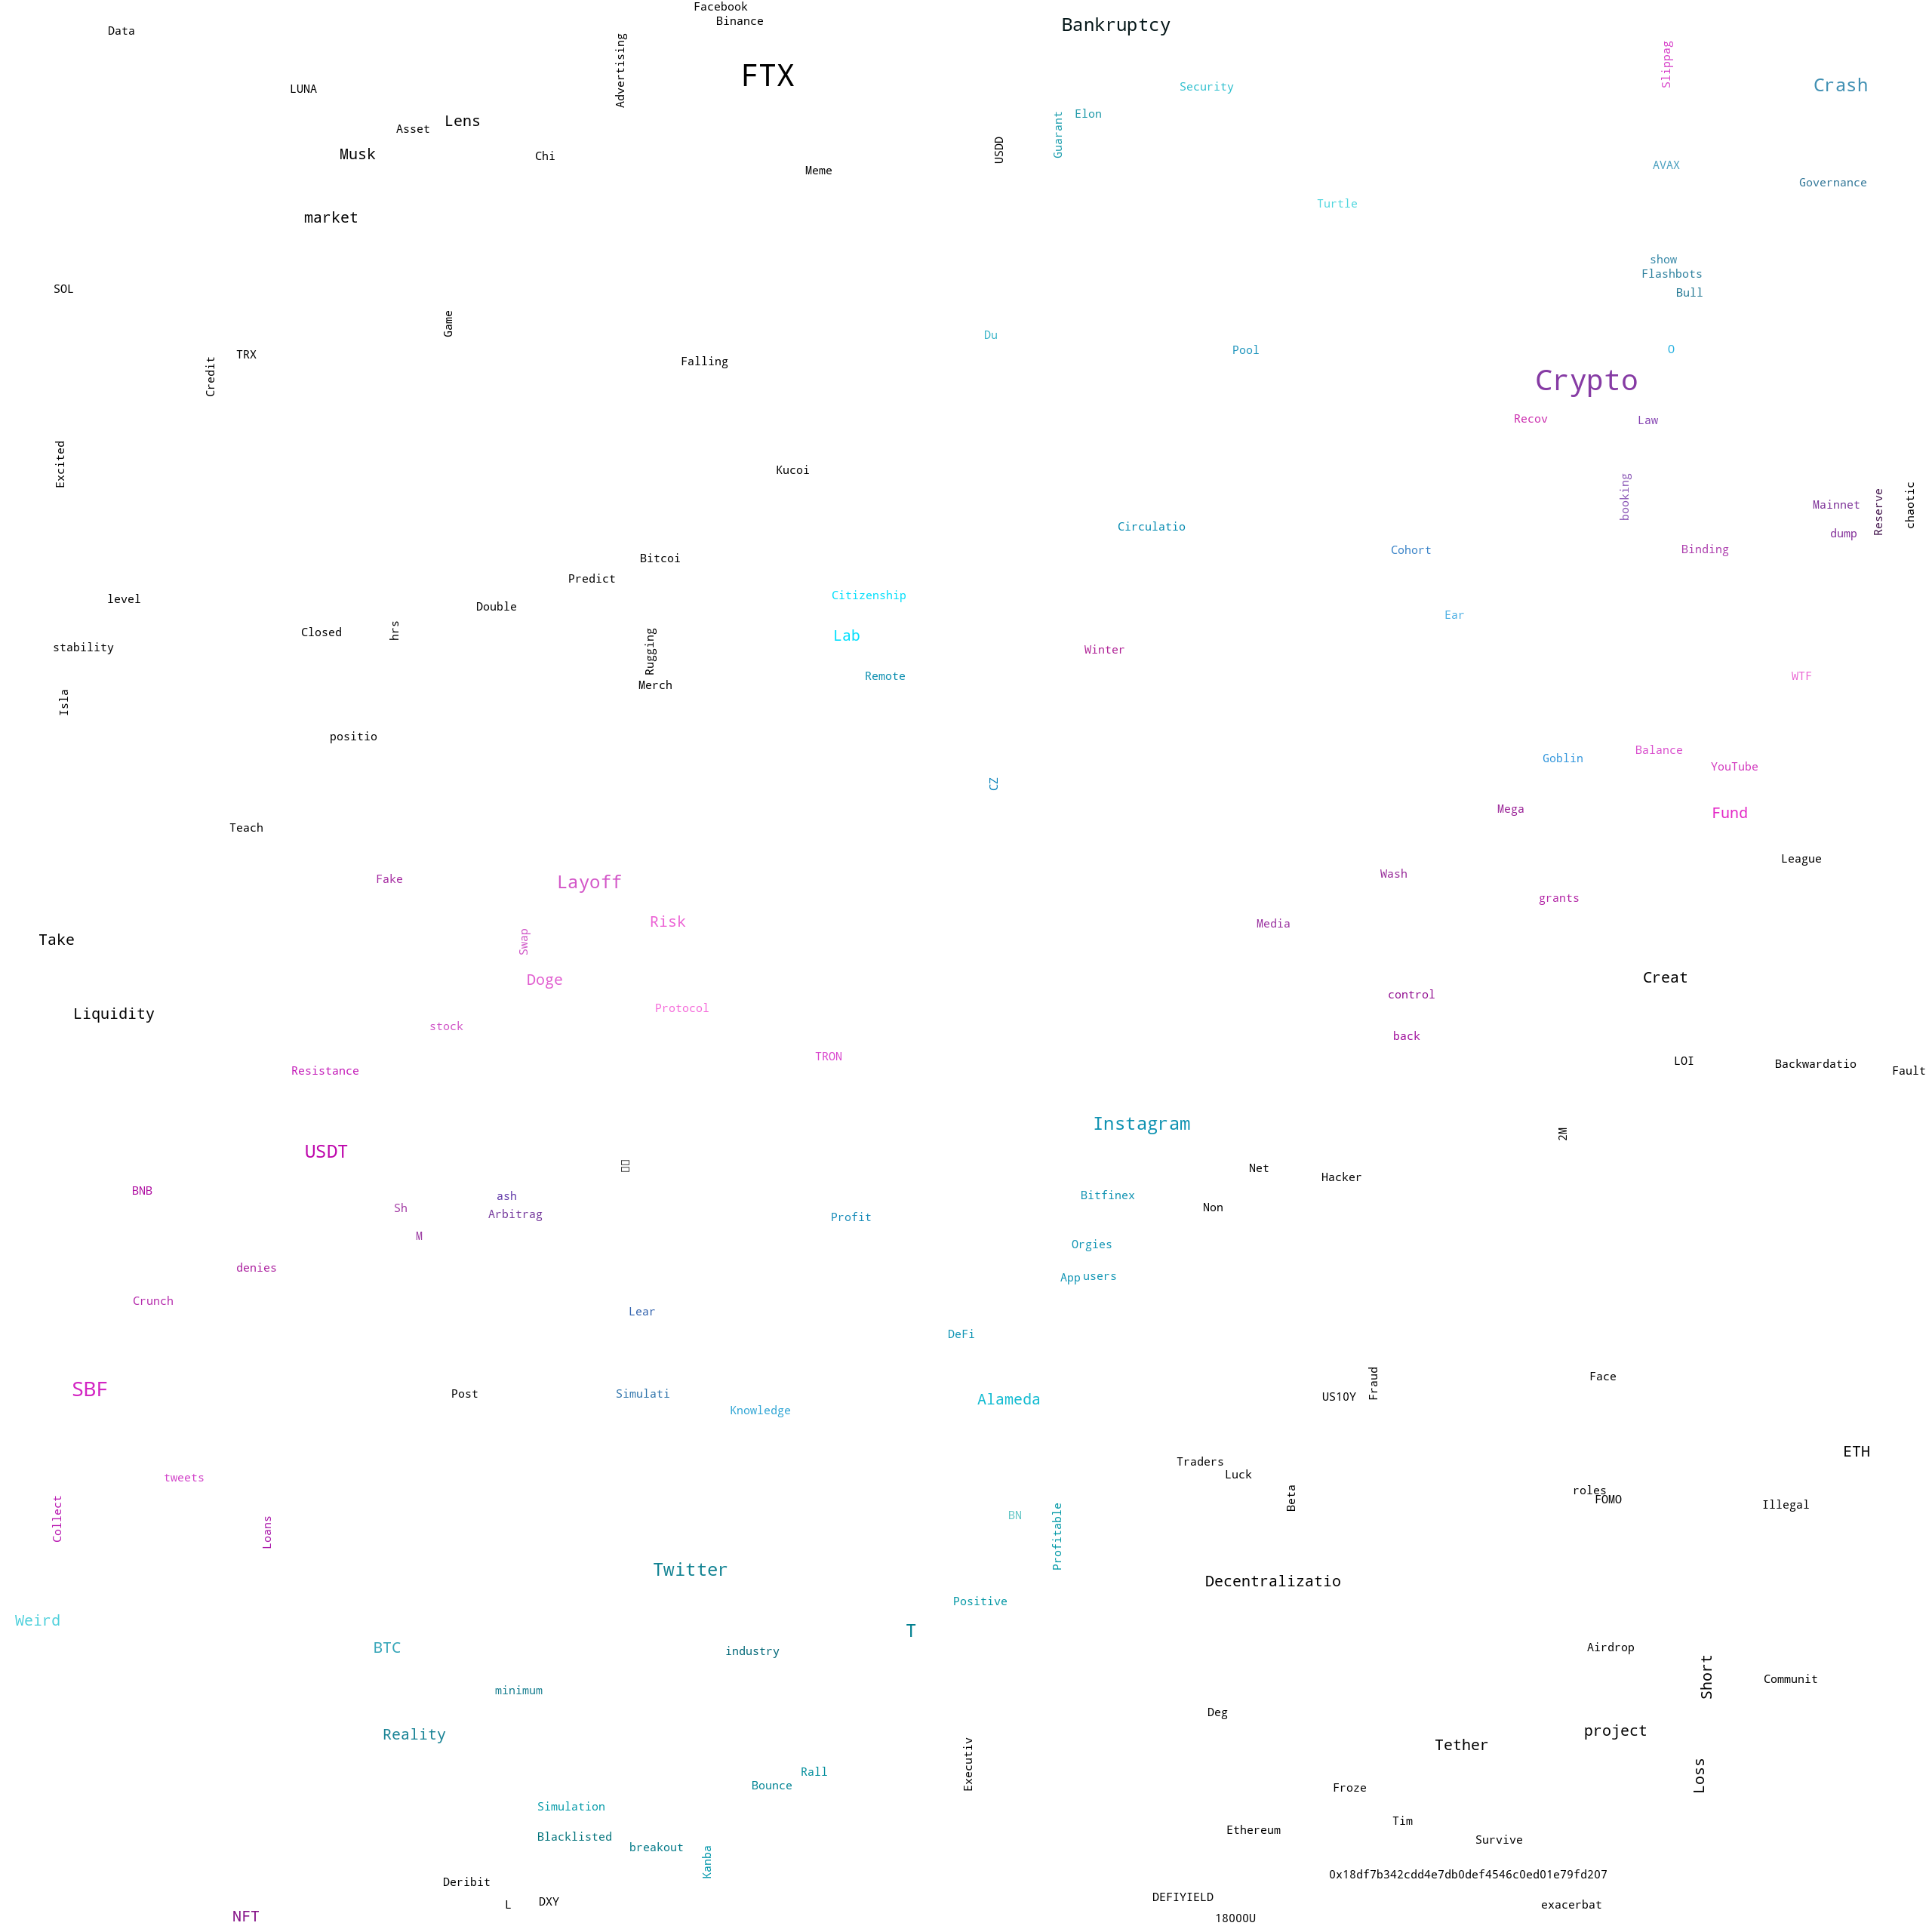 Facebook
Binance
Bankruptcy
Data
Advertising
Slippag
FTX
Crash
Security
LUNA
Elon
Lens
Asset
Guarant
USDD
Musk
Chi
AVAX
Meme
Governance
Turtle
market
show
Flashbots
SOL
Bull
Game
Du
O
Pool
TRX
Falling
Credit
Crypto
Recov
Law
Excited
Kucoi
booking
Mainnet
Reserve
chaotic
Circulatio
dump
Cohort
Binding
Bitcoi
Predict
Citizenship
level
Double
Ear
Closed
hrs
Lab
stability
Rugging
Winter
Remote
WTF
Merch
Isla
positio
Balance
Goblin
YouTube
CZ
Mega
Fund
Teach
League
Fake
Layoff
Wash
grants
Risk
Media
Take
Swap
Doge
Creat
control
Protocol
Liquidity
stock
back
TRON
LOI
Backwardatio
Resistance
Fault
Instagram
2M
USDT
Net
Hacker
BNB
ash
Bitfinex
Sh
Non
Arbitrag
Profit
M
Orgies
denies
App
users
Crunch
Lear
DeFi
Face
SBF
Fraud
Post
Simulati
US10Y
Alameda
Knowledge
ETH
Traders
Luck
tweets
roles
Beta
FOMO
Illegal
Collect
BN
Loans
Profitable
Twitter
Decentralizatio
Positive
Weird
T
BTC
industry
Airdrop
Short
Communit
minimum
Deg
project
Reality
Tether
Executiv
Rall
Loss
Bounce
Froze
Simulation
Tim
Ethereum
Blacklisted
Survive
breakout
Kanba
0x18df7b342cdd4e7db0def4546c0ed01e79fd207
Deribit
DEFIYIELD
DXY
L
exacerbat
NFT
18000U